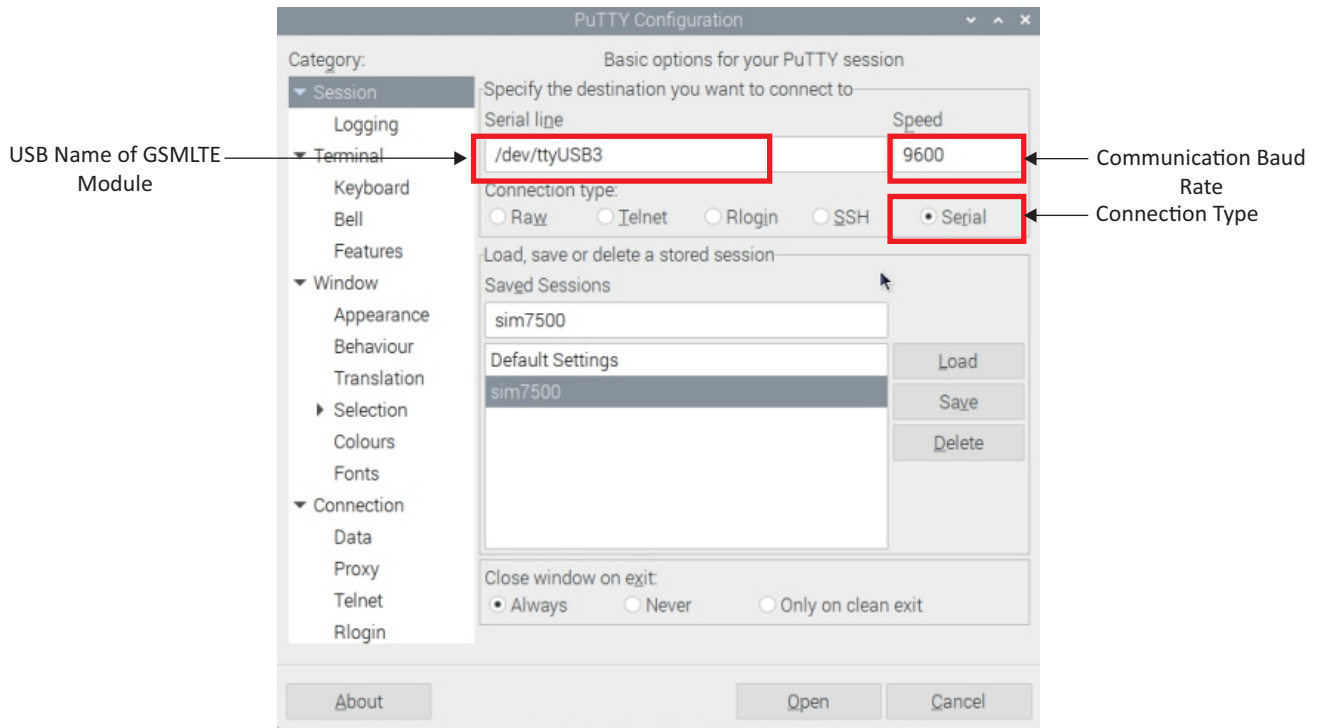 PuTTY Configuration
Category:
Session
Logging
Terminal
Keyboard
Bell
Features
Window
Appearance
Behaviour
Translation
Selection
Colours
Fonts
Connection
Data
Proxy
Telnet
Rlogin
Basic options for your PuTTY session
Specify the destination you want to connect to
Serial line Speed
/dev/ttyUSB3 9600
Connection type:
Raw Telnet Rlogin SSH Serial
Load, save or delete a stored session
Saved Sessions
sim7500
Default Settings
sim7500
Load
Save
Delete
Close window on exit:
Always Never Only on clean exit
About Open Cancel
USB Name of GSMLTE
Module
Communication Baud
Rate
Connection Type